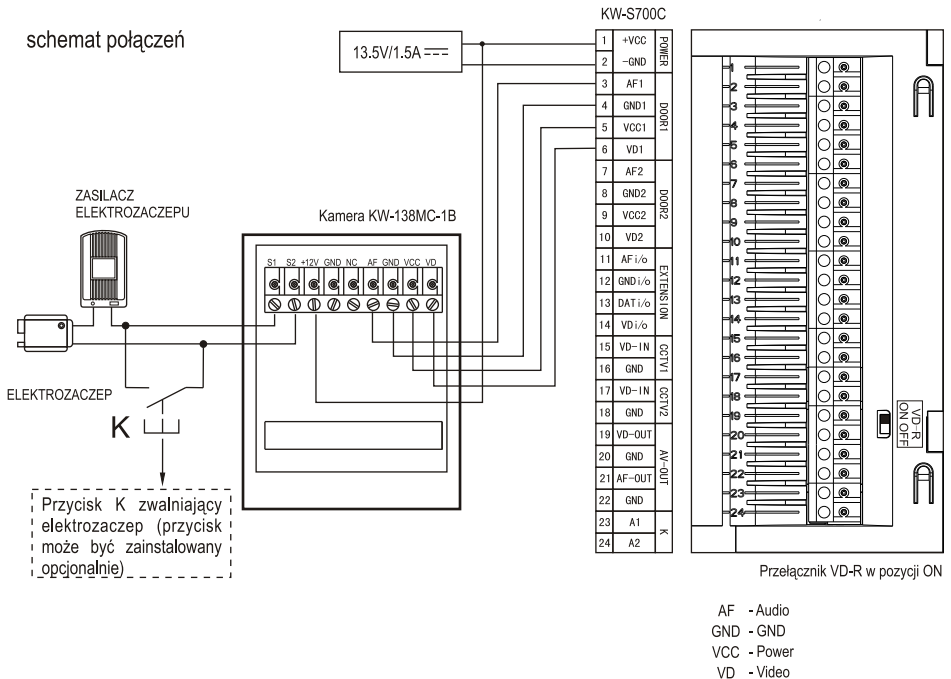 schemat połączeń
KW-S700C
13.5V/1.5A
1 +VCC
2 -GND
POWER
3 AF1
4 GND1
5 VCC1
6 VD1
DOOR1
7 AF2
8 GND2
9 VCC2
10 VD2
DOOR2
11 AFi/o
12 GNDi/o
13 DATi/o
14 VDi/o
EXTENSION
15 VD-IN
16 GND
CCTV1
17 VD-IN
18 GND
CCTV2
19 VD-OUT
20 GND
21 AF-OUT
22 GND
AV-OUT
23 A1
24 A2
K
1
2
3
4
5
6
7
8
9
10
11
12
13
14
15
16
17
18
19
20
21
22
23
24
VD-R
ON OFF
ZASILACZ
ELEKTROZACZEPU
Kamera KW-138MC-1B
S1 S2 +12V GND NC AF GND VCC VD
ELEKTROZACZEP
K
Przycisk K zwalniający
elektrozaczep (przycisk
może być zainstalowany
opcjonalnie)
Przełącznik VD-R w pozycji ON
AF - Audio
GND - GND
VCC - Power
VD - Video